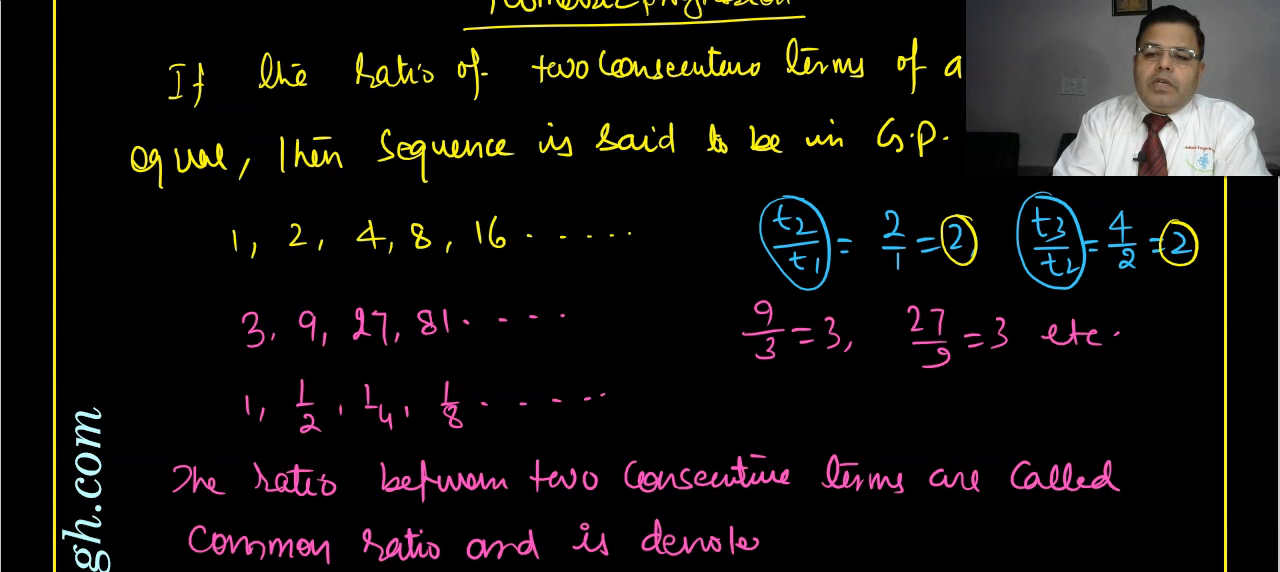 If the ratio of two consecutive terms of a
equal, then sequence is said to be in G.P.
1, 2, 4, 8, 16 . . . . . .
t2/t1 = 2/1 = 2 t3/t2 = 4/2 = 2
3, 9, 27, 81 . . . . .
9/3 = 3, 27/9 = 3 etc.
1, 1/2, 1/4, 1/8 . . . . . .
The ratio between two consecutive terms are called
common ratio and is denote
gh.com